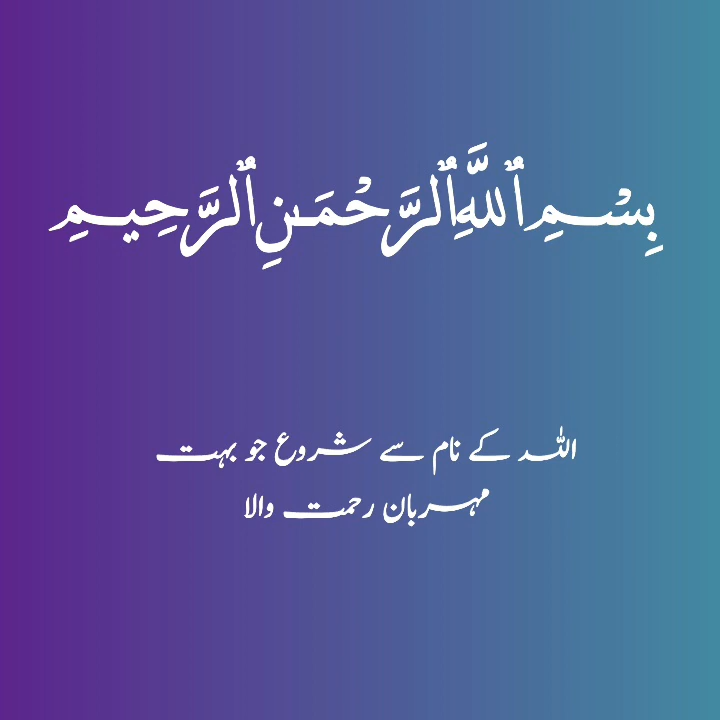 بِسْمِ ٱللَّهِ ٱلرَّحْمَـٰنِ ٱلرَّحِيمِ
اللہ کے نام سے شروع جو بہت
مہربان رحمت والا